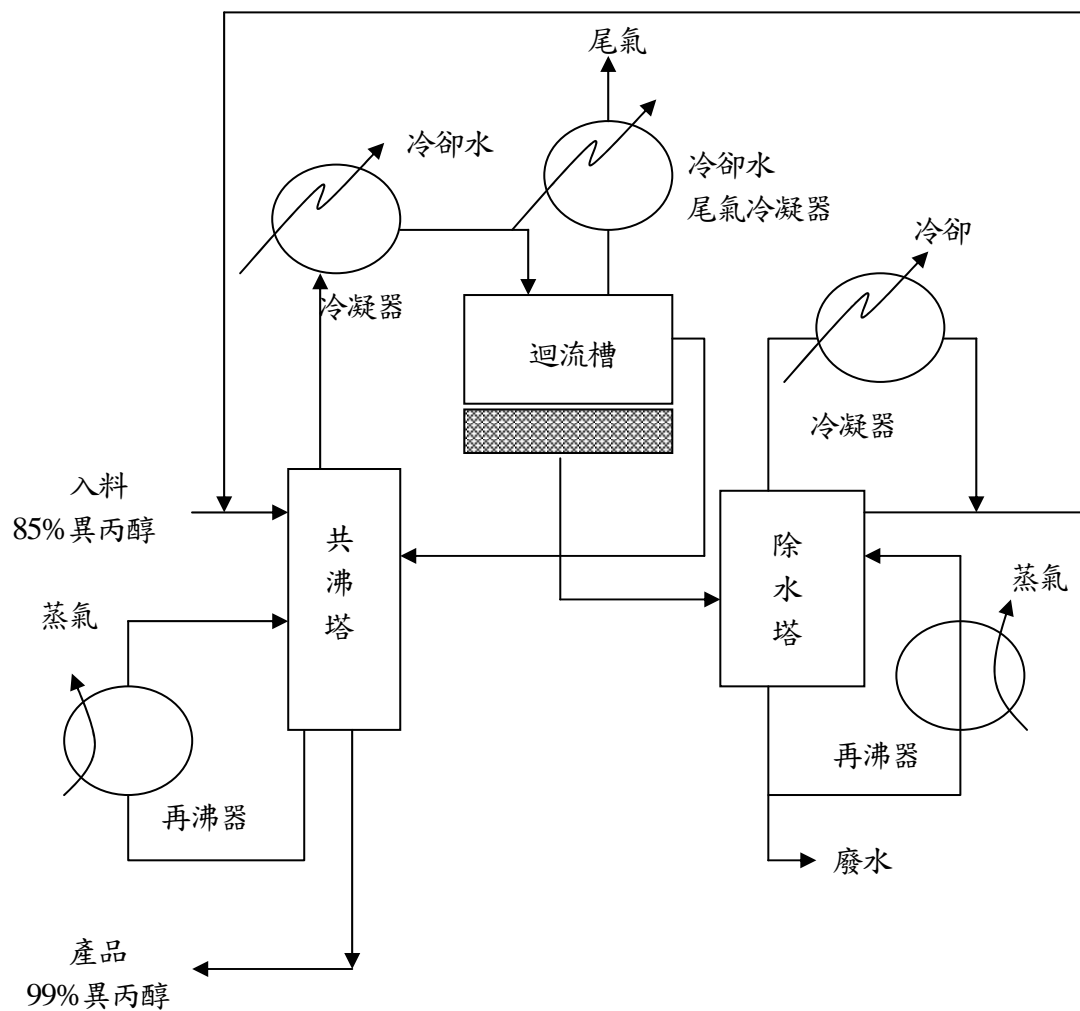 尾氣
冷卻水
冷卻水
尾氣冷凝器
冷卻
冷凝器
迴流槽
冷凝器
入料
85%異丙醇
共沸塔
除水塔
蒸氣
蒸氣
再沸器
再沸器
廢水
產品
99%異丙醇